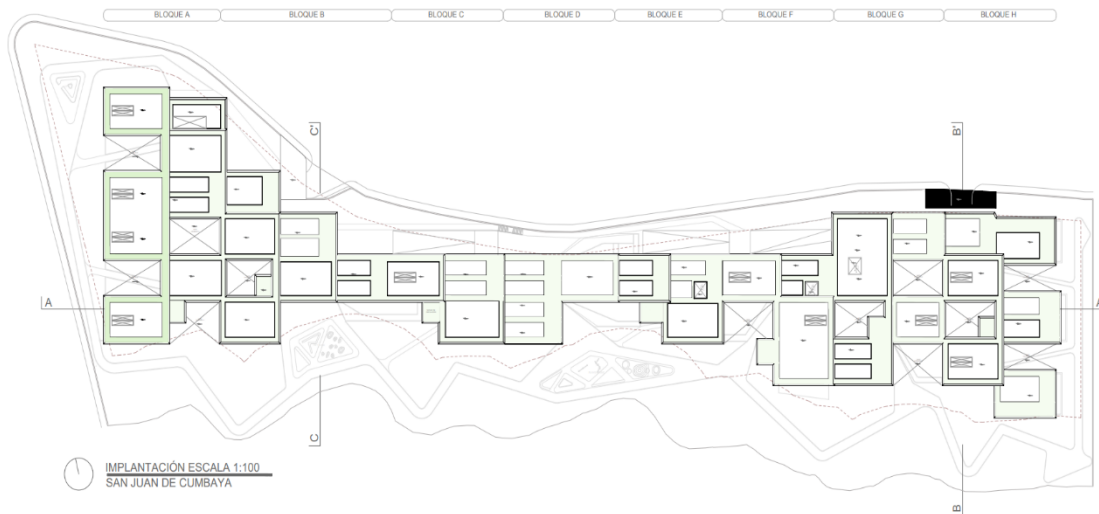 BLOQUE A
BLOQUE B
BLOQUE C
BLOQUE D
BLOQUE E
BLOQUE F
BLOQUE G
BLOQUE H
C'
B'
A
A'
C
B
IMPLANTACIÓN ESCALA 1:100
SAN JUAN DE CUMBAYA